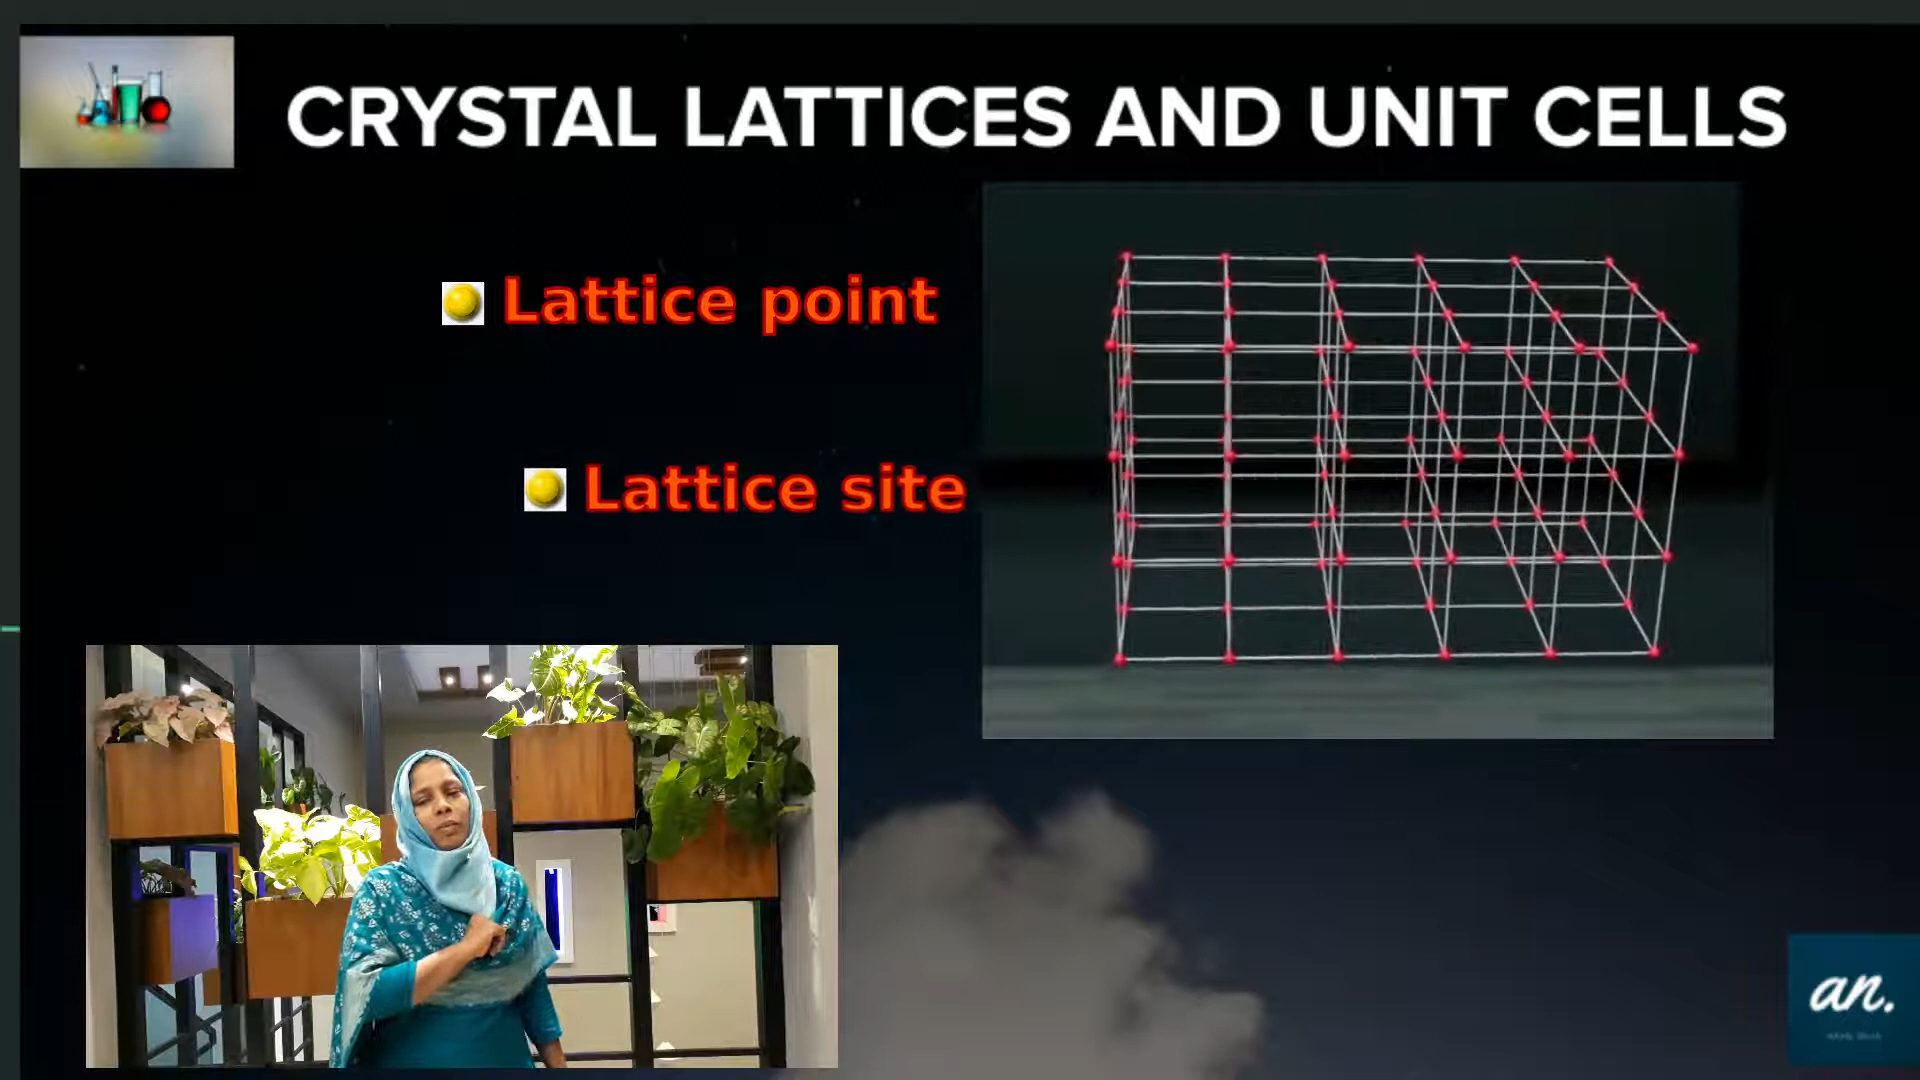 CRYSTAL LATTICES AND UNIT CELLS
Lattice point
Lattice site
an.